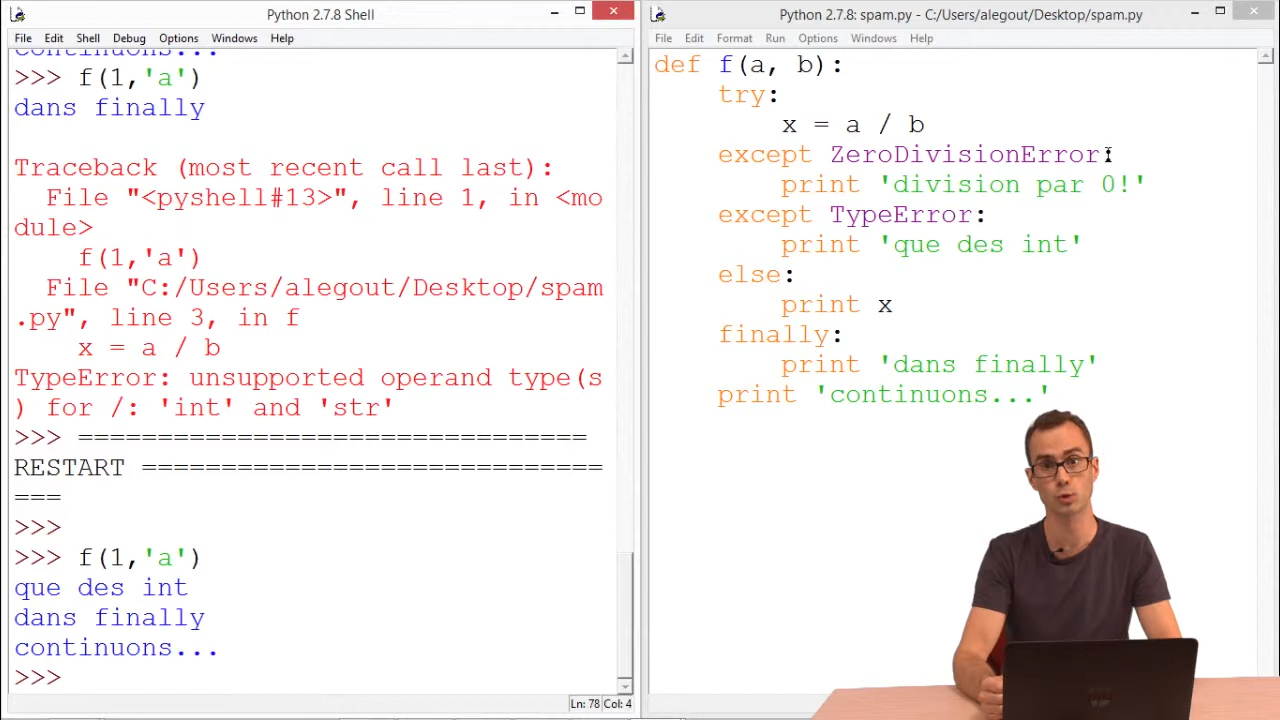 Python 2.7.8 Shell
File Edit Shell Debug Options Windows Help
continuons...
>>> f(1,'a')
dans finally
Traceback (most recent call last):
File "<pyshell#13>", line 1, in <mo
dule>
f(1,'a')
File "C:/Users/alegout/Desktop/spam
.py", line 3, in f
x = a / b
TypeError: unsupported operand type(s
) for /: 'int' and 'str'
>>> ================================
RESTART =============================
===
>>>
>>> f(1,'a')
que des int
dans finally
continuons...
>>>
Ln: 78 Col: 4
Python 2.7.8: spam.py - C:/Users/alegout/Desktop/spam.py
File Edit Format Run Options Windows Help
def f(a, b):
try:
x = a / b
except ZeroDivisionError:
print 'division par 0!'
except TypeError:
print 'que des int'
else:
print x
finally:
print 'dans finally'
print 'continuons...'